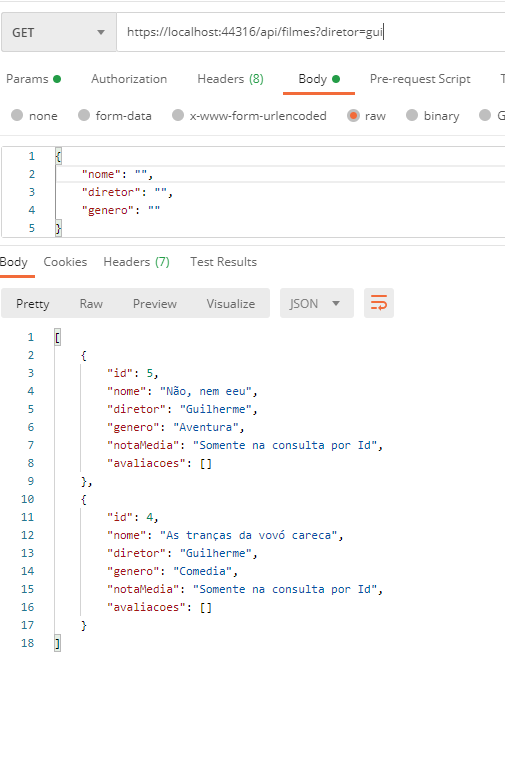 GET https://localhost:44316/api/filmes?diretor=gui
Params Authorization Headers (8) Body Pre-request Script T
none form-data x-www-form-urlencoded raw binary G
1 {
2 "nome": "",
3 "diretor": "",
4 "genero": ""
5 }
Body Cookies Headers (7) Test Results
Pretty Raw Preview Visualize JSON
1 [
2 {
3 "id": 5,
4 "nome": "Não, nem eeu",
5 "diretor": "Guilherme",
6 "genero": "Aventura",
7 "notaMedia": "Somente na consulta por Id",
8 "avaliacoes": []
9 },
10 {
11 "id": 4,
12 "nome": "As tranças da vovó careca",
13 "diretor": "Guilherme",
14 "genero": "Comedia",
15 "notaMedia": "Somente na consulta por Id",
16 "avaliacoes": []
17 }
18 ]